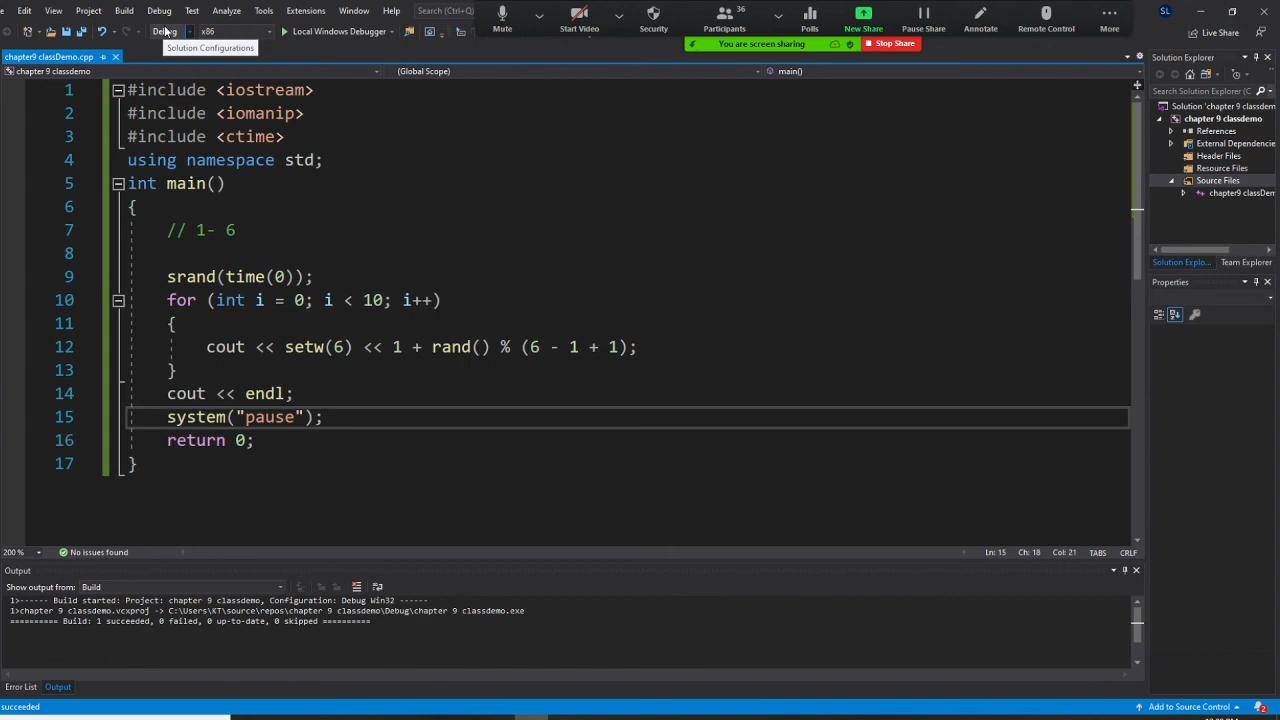 Edit View Project Build Debug Test Analyze Tools Extensions Window Help Search (Ctrl+Q)
Mute Start Video Security Participants 36 Polls New Share Pause Share Annotate Remote Control More
SL
Debug x86 Local Windows Debugger Live Share
Solution Configurations
You are screen sharing Stop Share
chapter9 classDemo.cpp Solution Explorer
chapter 9 classdemo (Global Scope) main()
Search Solution Explorer (C
Solution 'chapter 9 classdem
chapter 9 classdemo
References
External Dependencie
Header Files
Resource Files
Source Files
chapter9 classDem
Solution Explo... Team Explorer
Properties
1 #include <iostream>
2 #include <iomanip>
3 #include <ctime>
4 using namespace std;
5 int main()
6 {
7 // 1- 6
8
9 srand(time(0));
10 for (int i = 0; i < 10; i++)
11 {
12 cout << setw(6) << 1 + rand() % (6 - 1 + 1);
13 }
14 cout << endl;
15 system("pause");
16 return 0;
17 }
200 % No issues found Ln: 15 Ch: 18 Col: 21 TABS CRLF
Output
Show output from: Build
1>------ Build started: Project: chapter 9 classdemo, Configuration: Debug Win32 ------
1>chapter 9 classdemo.vcxproj -> C:\Users\KT\source\repos\chapter 9 classdemo\Debug\chapter 9 classdemo.exe
========== Build: 1 succeeded, 0 failed, 0 up-to-date, 0 skipped ==========
Error List Output
succeeded Add to Source Control 2